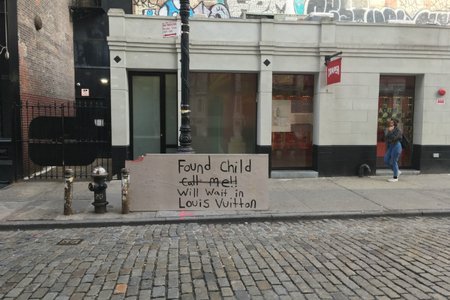 Found Child
Call me!!
Will Wait in
Louis Vuitton